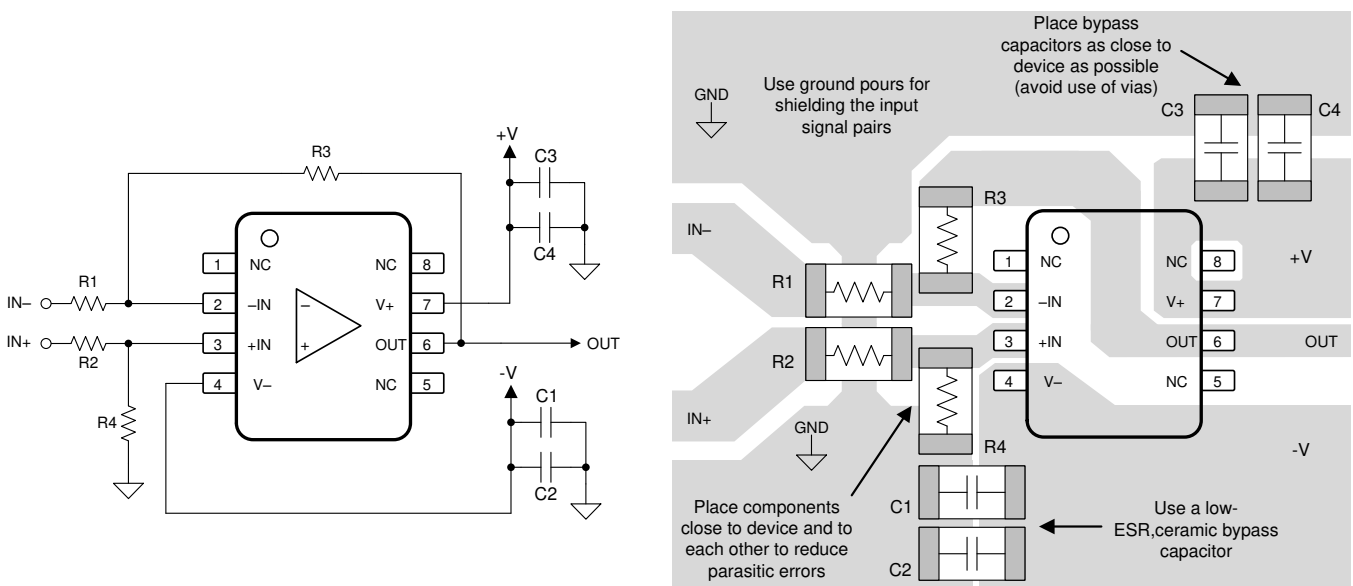 R3
+V
C3
C4
1
NC
NC
8
IN–
R1
2
–IN
V+
7
–
IN+
R2
3
+IN
+
OUT
6
OUT
4
V–
NC
5
R4
-V
C1
C2
Place bypass
capacitors as close to
device as possible
(avoid use of vias)
Use ground pours for
shielding the input
signal pairs
GND
C3
C4
R3
IN–
1
NC
NC
8
+V
R1
2
–IN
V+
7
3
+IN
OUT
6
OUT
R2
4
V–
NC
5
IN+
GND
R4
-V
Place components
close to device and to
each other to reduce
parasitic errors
C1
C2
Use a low-
ESR,ceramic bypass
capacitor